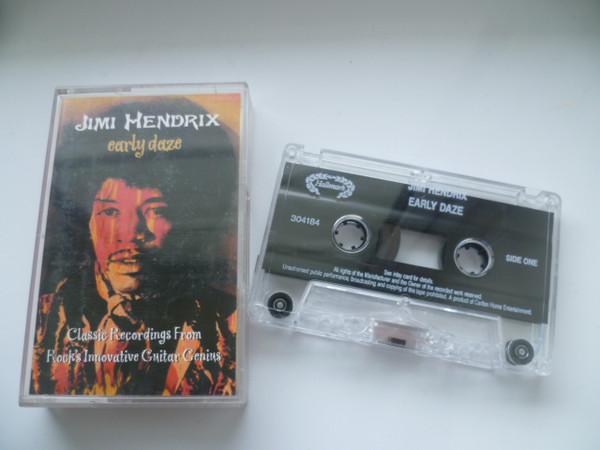 JIMI HENDRIX
early daze
Classic Recordings From
Rock's Innovative Guitar Genius
Hallmark
JIMI HENDRIX
EARLY DAZE
304184
SIDE ONE
See inlay card for details.
All rights of the Manufacturer and the Owner of the recorded work reserved.
Unauthorised public performance, broadcasting and copying of this tape prohibited. A product of Carlton Home Entertainment.